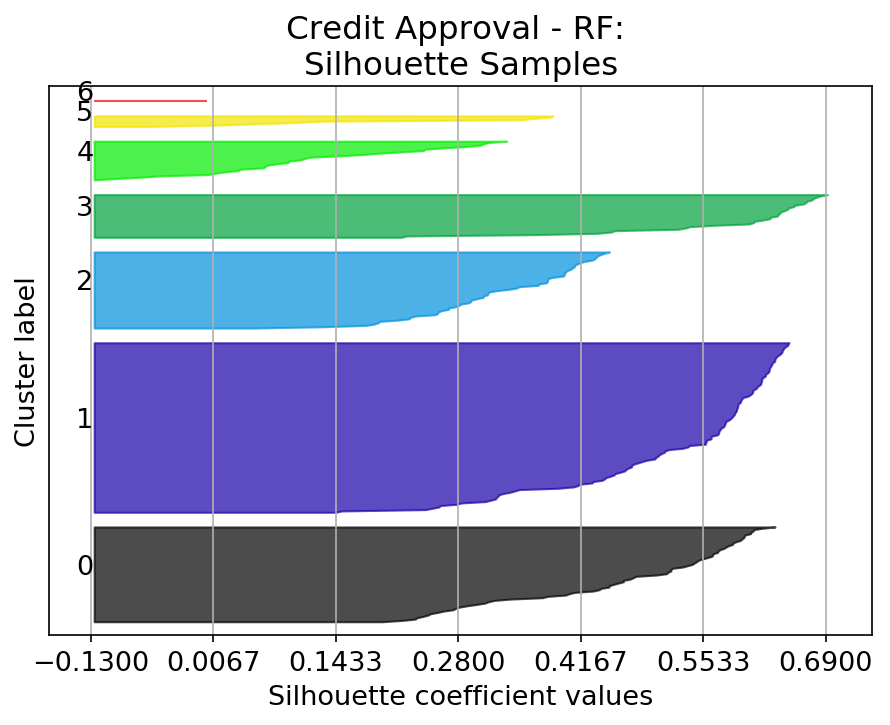 Credit Approval - RF:
Silhouette Samples
6
5
4
3
2
1
0
Cluster label
−0.1300 0.0067 0.1433 0.2800 0.4167 0.5533 0.6900
Silhouette coefficient values